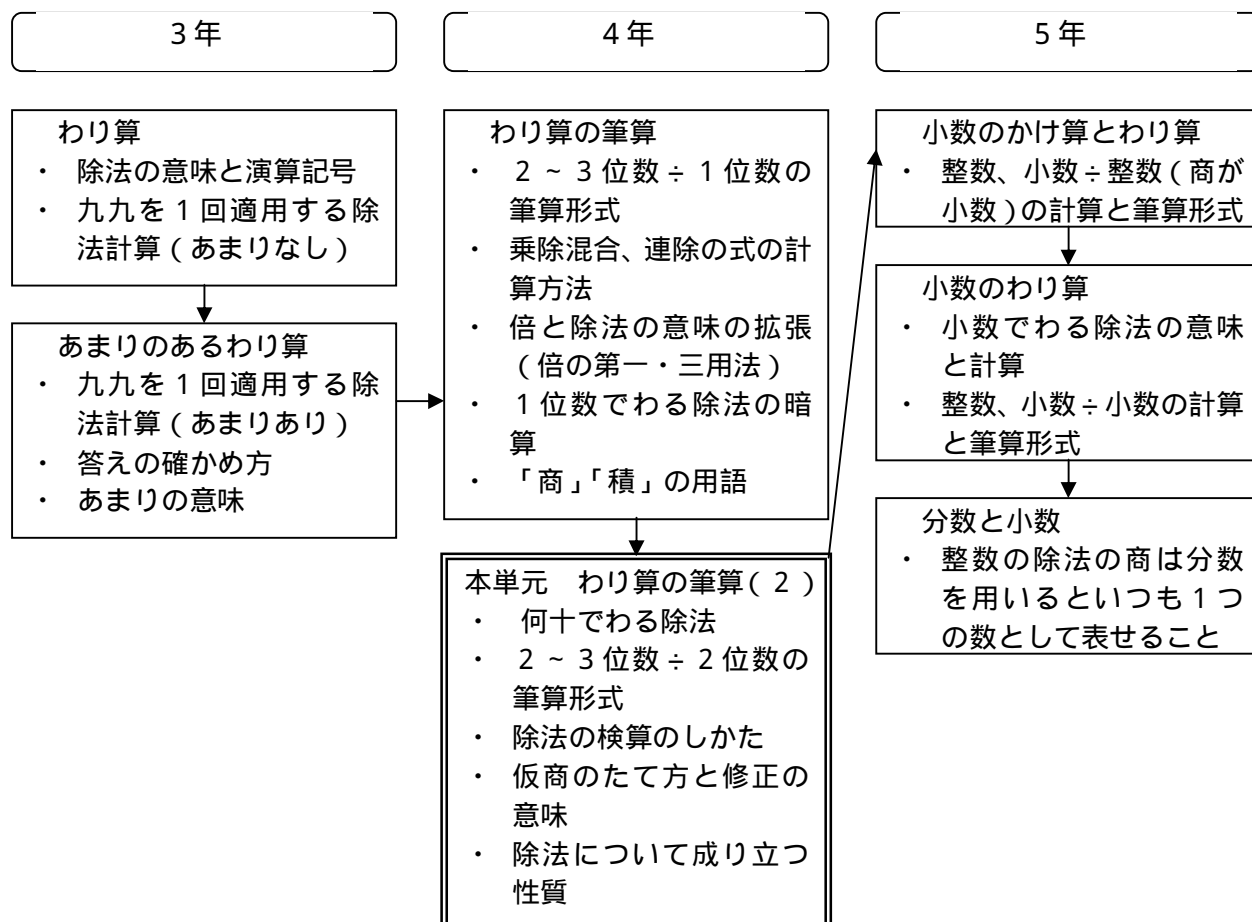 3年
わり算
・ 除法の意味と演算記号
・ 九九を1回適用する除
法計算(あまりなし)
あまりのあるわり算
・ 九九を1回適用する除
法計算(あまりあり)
・ 答えの確かめ方
・ あまりの意味
4年
わり算の筆算
・ 2~3位数÷1位数の
筆算形式
・ 乗除混合、連除の式の計
算方法
・ 倍と除法の意味の拡張
(倍の第一・三用法)
・ 1位数でわる除法の暗
算
・ 「商」「積」の用語
本単元 わり算の筆算(2)
・ 何十でわる除法
・ 2~3位数÷2位数の
筆算形式
・ 除法の検算のしかた
・ 仮商のたて方と修正の
意味
・ 除法について成り立つ
性質
5年
小数のかけ算とわり算
・ 整数、小数÷整数(商が
小数)の計算と筆算形式
小数のわり算
・ 小数でわる除法の意味
と計算
・ 整数、小数÷小数の計算
と筆算形式
分数と小数
・ 整数の除法の商は分数
を用いるといつも1つ
の数として表せること